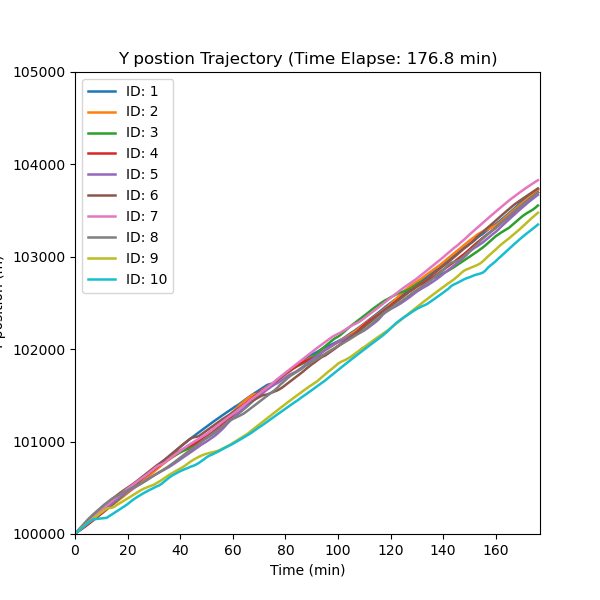 Y postion Trajectory (Time Elapse: 176.8 min)
105000
104000
103000
102000
101000
100000
ID: 1
ID: 2
ID: 3
ID: 4
ID: 5
ID: 6
ID: 7
ID: 8
ID: 9
ID: 10
0 20 40 60 80 100 120 140 160
Time (min)